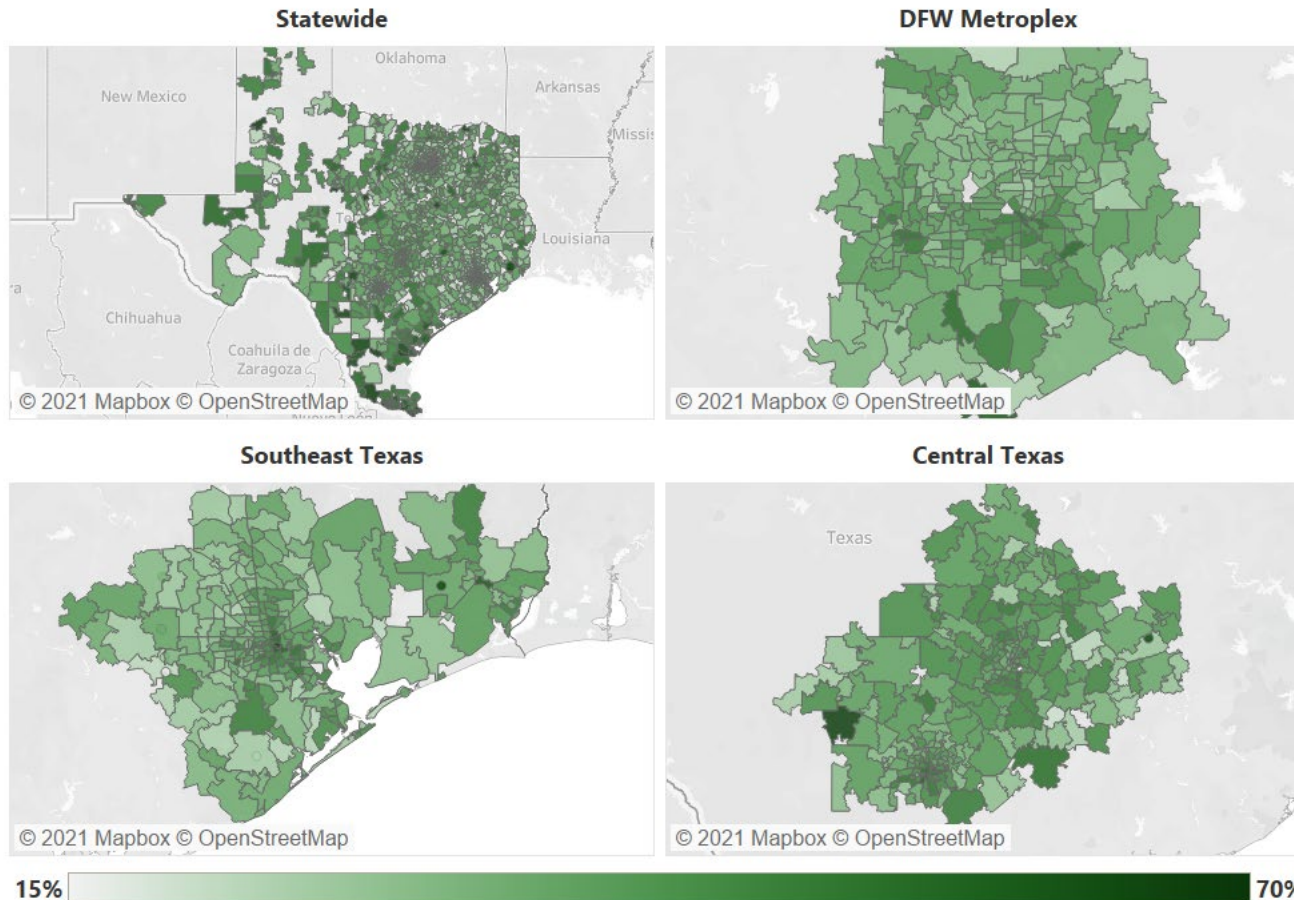 Statewide
DFW Metroplex
Oklahoma
New Mexico
Arkansas
Louisiana
Chihuahua
Coahuila de
Zaragoza
© 2021 Mapbox © OpenStreetMap
© 2021 Mapbox © OpenStreetMap
Southeast Texas
Central Texas
Texas
© 2021 Mapbox © OpenStreetMap
© 2021 Mapbox © OpenStreetMap
15%
70%